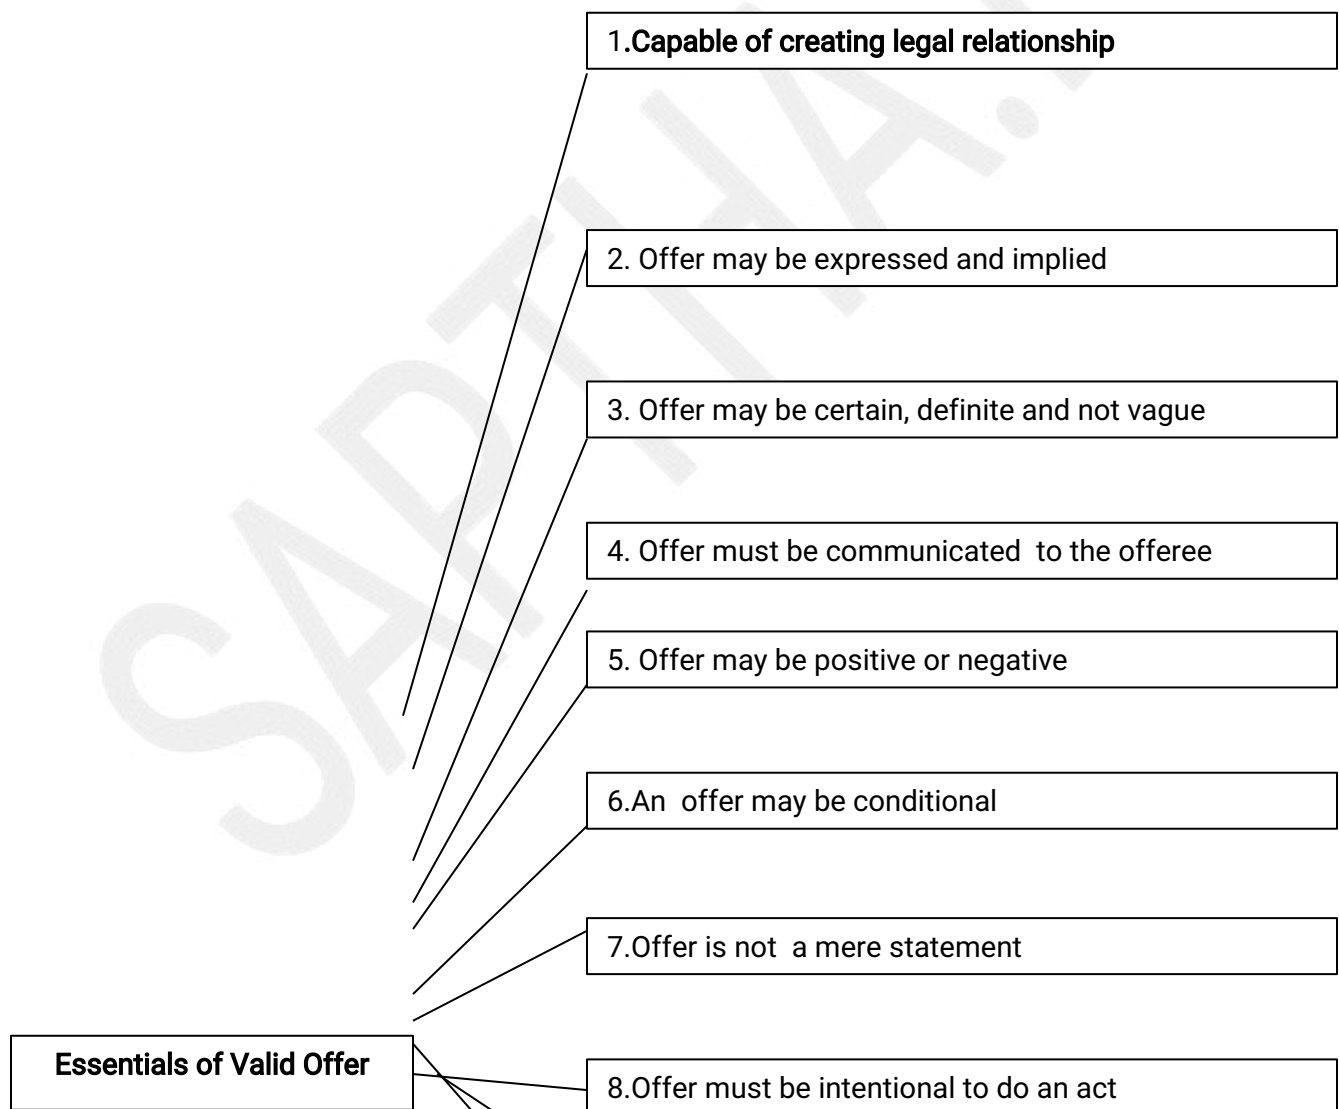 1.Capable of creating legal relationship
2. Offer may be expressed and implied
3. Offer may be certain, definite and not vague
4. Offer must be communicated  to the offeree
5. Offer may be positive or negative
6.An  offer may be conditional
7.Offer is not  a mere statement
Essentials of Valid Offer
8.Offer must be intentional to do an act
SAPTHA.